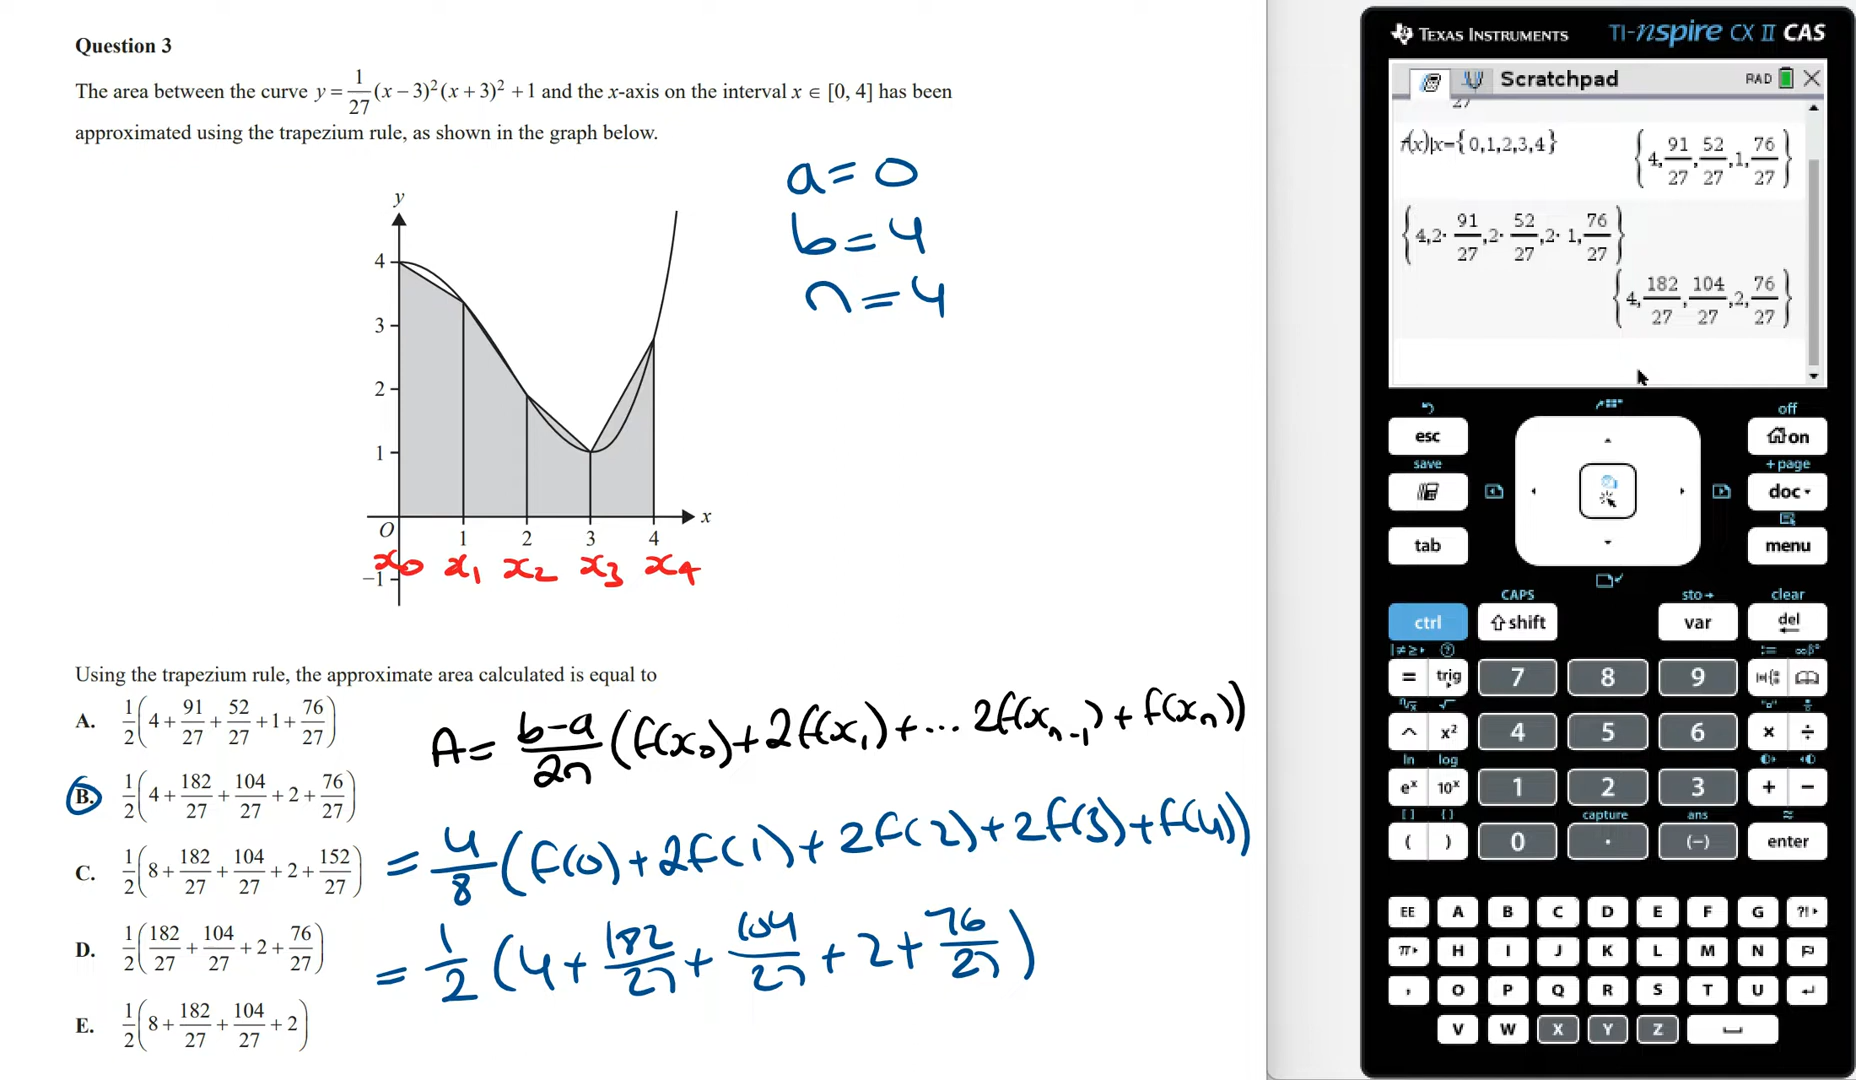 Question 3
The area between the curve y = 1/27 (x − 3)²(x + 3)² + 1 and the x-axis on the interval x ∈ [0, 4] has been
approximated using the trapezium rule, as shown in the graph below.
a = 0
b = 4
n = 4
y
4
3
2
1
O
1 2 3 4 x
−1
x₀ x₁ x₂ x₃ x₄
Using the trapezium rule, the approximate area calculated is equal to
A. 1/2 (4 + 91/27 + 52/27 + 1 + 76/27)
B. 1/2 (4 + 182/27 + 104/27 + 2 + 76/27)
C. 1/2 (8 + 182/27 + 104/27 + 2 + 152/27)
D. 1/2 (182/27 + 104/27 + 2 + 76/27)
E. 1/2 (8 + 182/27 + 104/27 + 2)
A = b−a/2n (f(x₀) + 2f(x₁) + ... 2f(xₙ₋₁) + f(xₙ))
= 4/8 (f(0) + 2f(1) + 2f(2) + 2f(3) + f(4))
= 1/2 (4 + 182/27 + 104/27 + 2 + 76/27)
TEXAS INSTRUMENTS TI-nspire CX II CAS
Scratchpad RAD
27
f(x)|x={0,1,2,3,4} {4, 91/27, 52/27, 1, 76/27}
{4, 2· 91/27, 2· 52/27, 2· 1, 76/27}
{4, 182/27, 104/27, 2, 76/27}
off
esc on
save + page
doc
tab menu
CAPS sto→ clear
ctrl shift var del
= trig 7 8 9
^ x² 4 5 6 × ÷
ln log
eˣ 10ˣ 1 2 3 + −
[ ] { } capture ans ≈
( ) 0 . (−) enter
EE A B C D E F G ?!
π H I J K L M N
, O P Q R S T U
V W X Y Z